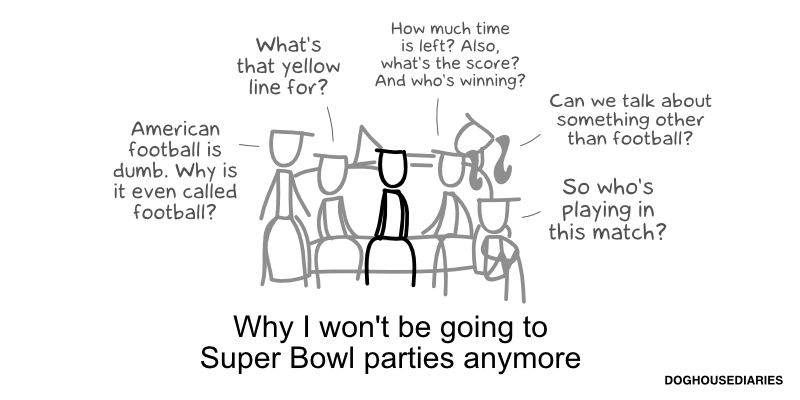 American
football is
dumb. Why is
it even called
football?
What's
that yellow
line for?
How much time
is left? Also,
what's the score?
And who's winning?
Can we talk about
something other
than football?
So who's
playing in
this match?
Why I won't be going to
Super Bowl parties anymore
DOGHOUSEDIARIES